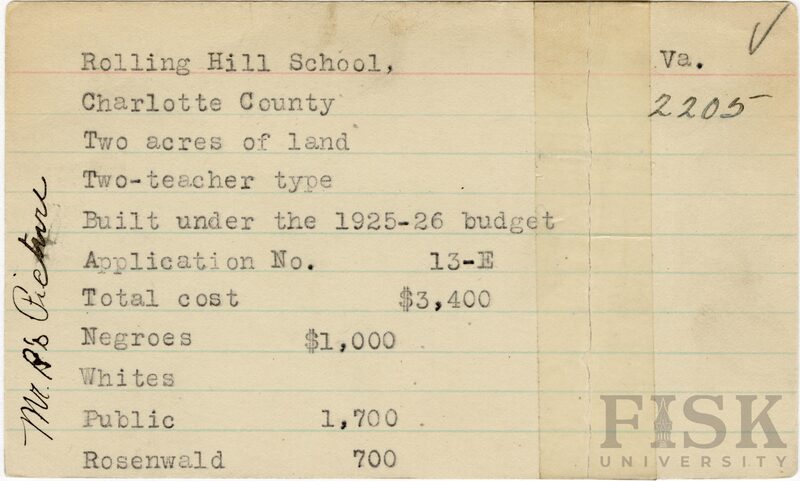 Rolling Hill School, Va.
Charlotte County 2205
Two acres of land
Two-teacher type
Built under the 1925-26 budget
Application No. 13-E
Total cost $3,400
Negroes $1,000
Whites
Public 1,700
Rosenwald 700
Mr. B's Picture
FISK
UNIVERSITY